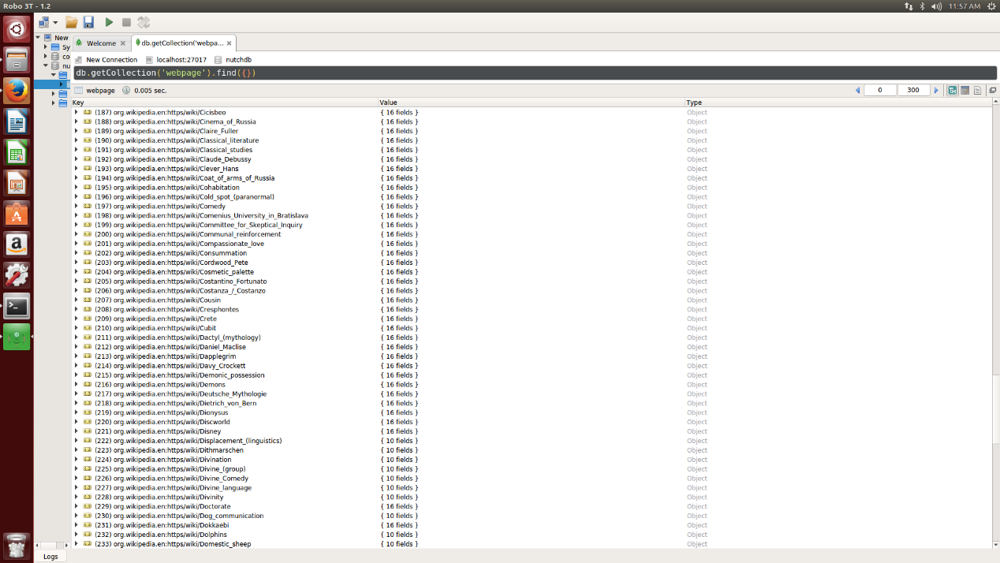 Robo 3T - 1.2
11:57 AM
New
Sy
co
nu
Welcome
db.getCollection('webpa...
New Connection localhost:27017 nutchdb
db.getCollection('webpage').find({})
webpage 0.005 sec. 0 300
Key Value Type
(187) org.wikipedia.en:https/wiki/Cicisbeo { 16 fields } Object
(188) org.wikipedia.en:https/wiki/Cinema_of_Russia { 16 fields } Object
(189) org.wikipedia.en:https/wiki/Claire_Fuller { 16 fields } Object
(190) org.wikipedia.en:https/wiki/Classical_literature { 16 fields } Object
(191) org.wikipedia.en:https/wiki/Classical_studies { 16 fields } Object
(192) org.wikipedia.en:https/wiki/Claude_Debussy { 16 fields } Object
(193) org.wikipedia.en:https/wiki/Clever_Hans { 16 fields } Object
(194) org.wikipedia.en:https/wiki/Coat_of_arms_of_Russia { 16 fields } Object
(195) org.wikipedia.en:https/wiki/Cohabitation { 16 fields } Object
(196) org.wikipedia.en:https/wiki/Cold_spot_(paranormal) { 16 fields } Object
(197) org.wikipedia.en:https/wiki/Comedy { 16 fields } Object
(198) org.wikipedia.en:https/wiki/Comenius_University_in_Bratislava { 16 fields } Object
(199) org.wikipedia.en:https/wiki/Committee_for_Skeptical_Inquiry { 16 fields } Object
(200) org.wikipedia.en:https/wiki/Communal_reinforcement { 16 fields } Object
(201) org.wikipedia.en:https/wiki/Compassionate_love { 16 fields } Object
(202) org.wikipedia.en:https/wiki/Consummation { 16 fields } Object
(203) org.wikipedia.en:https/wiki/Cordwood_Pete { 16 fields } Object
(204) org.wikipedia.en:https/wiki/Cosmetic_palette { 16 fields } Object
(205) org.wikipedia.en:https/wiki/Costantino_Fortunato { 16 fields } Object
(206) org.wikipedia.en:https/wiki/Costanza_/_Costanzo { 16 fields } Object
(207) org.wikipedia.en:https/wiki/Cousin { 16 fields } Object
(208) org.wikipedia.en:https/wiki/Cresphontes { 16 fields } Object
(209) org.wikipedia.en:https/wiki/Crete { 16 fields } Object
(210) org.wikipedia.en:https/wiki/Cubit { 16 fields } Object
(211) org.wikipedia.en:https/wiki/Dactyl_(mythology) { 16 fields } Object
(212) org.wikipedia.en:https/wiki/Daniel_Maclise { 16 fields } Object
(213) org.wikipedia.en:https/wiki/Dapplegrim { 16 fields } Object
(214) org.wikipedia.en:https/wiki/Davy_Crockett { 16 fields } Object
(215) org.wikipedia.en:https/wiki/Demonic_possession { 16 fields } Object
(216) org.wikipedia.en:https/wiki/Demons { 16 fields } Object
(217) org.wikipedia.en:https/wiki/Deutsche_Mythologie { 16 fields } Object
(218) org.wikipedia.en:https/wiki/Dietrich_von_Bern { 16 fields } Object
(219) org.wikipedia.en:https/wiki/Dionysus { 16 fields } Object
(220) org.wikipedia.en:https/wiki/Discworld { 16 fields } Object
(221) org.wikipedia.en:https/wiki/Disney { 16 fields } Object
(222) org.wikipedia.en:https/wiki/Displacement_(linguistics) { 10 fields } Object
(223) org.wikipedia.en:https/wiki/Dithmarschen { 10 fields } Object
(224) org.wikipedia.en:https/wiki/Divination { 10 fields } Object
(225) org.wikipedia.en:https/wiki/Divine_(group) { 10 fields } Object
(226) org.wikipedia.en:https/wiki/Divine_Comedy { 10 fields } Object
(227) org.wikipedia.en:https/wiki/Divine_language { 10 fields } Object
(228) org.wikipedia.en:https/wiki/Divinity { 10 fields } Object
(229) org.wikipedia.en:https/wiki/Doctorate { 16 fields } Object
(230) org.wikipedia.en:https/wiki/Dog_communication { 10 fields } Object
(231) org.wikipedia.en:https/wiki/Dokkaebi { 16 fields } Object
(232) org.wikipedia.en:https/wiki/Dolphins { 10 fields } Object
(233) org.wikipedia.en:https/wiki/Domestic_sheep { 10 fields } Object
Logs